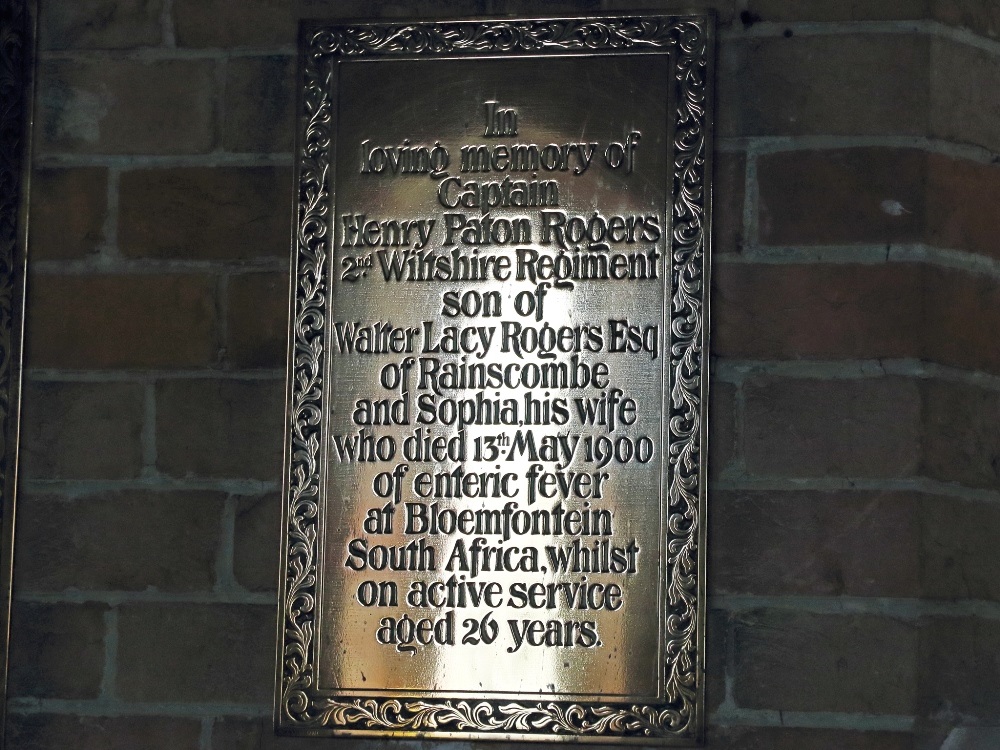 In
loving memory of
Captain
Henry Paton Rogers
2nd Wiltshire Regiment
son of
Walter Lacy Rogers Esq
of Rainscombe
and Sophia, his wife
who died 13th May 1900
of enteric fever
at Bloemfontein
South Africa, whilst
on active service
aged 26 years.